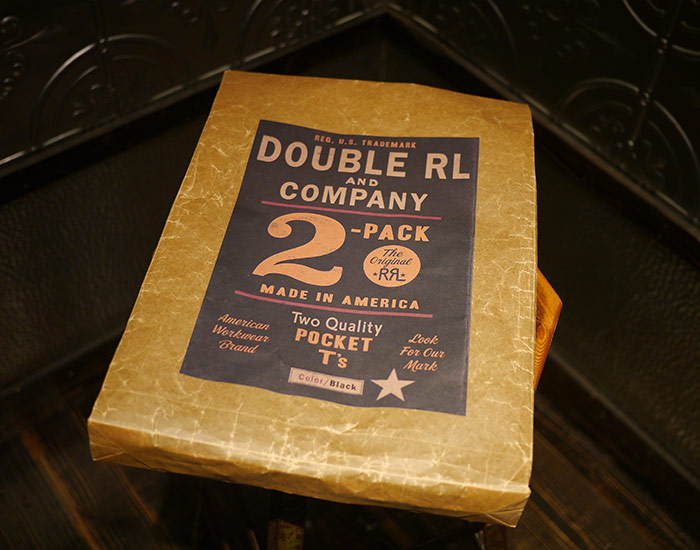 REG. U.S. TRADEMARK
DOUBLE RL
AND
COMPANY
2-PACK
The
Original
RRL
MADE IN AMERICA
American
Workwear
Brand
Two Quality
POCKET
T's
Look
For Our
Mark
Color/Black